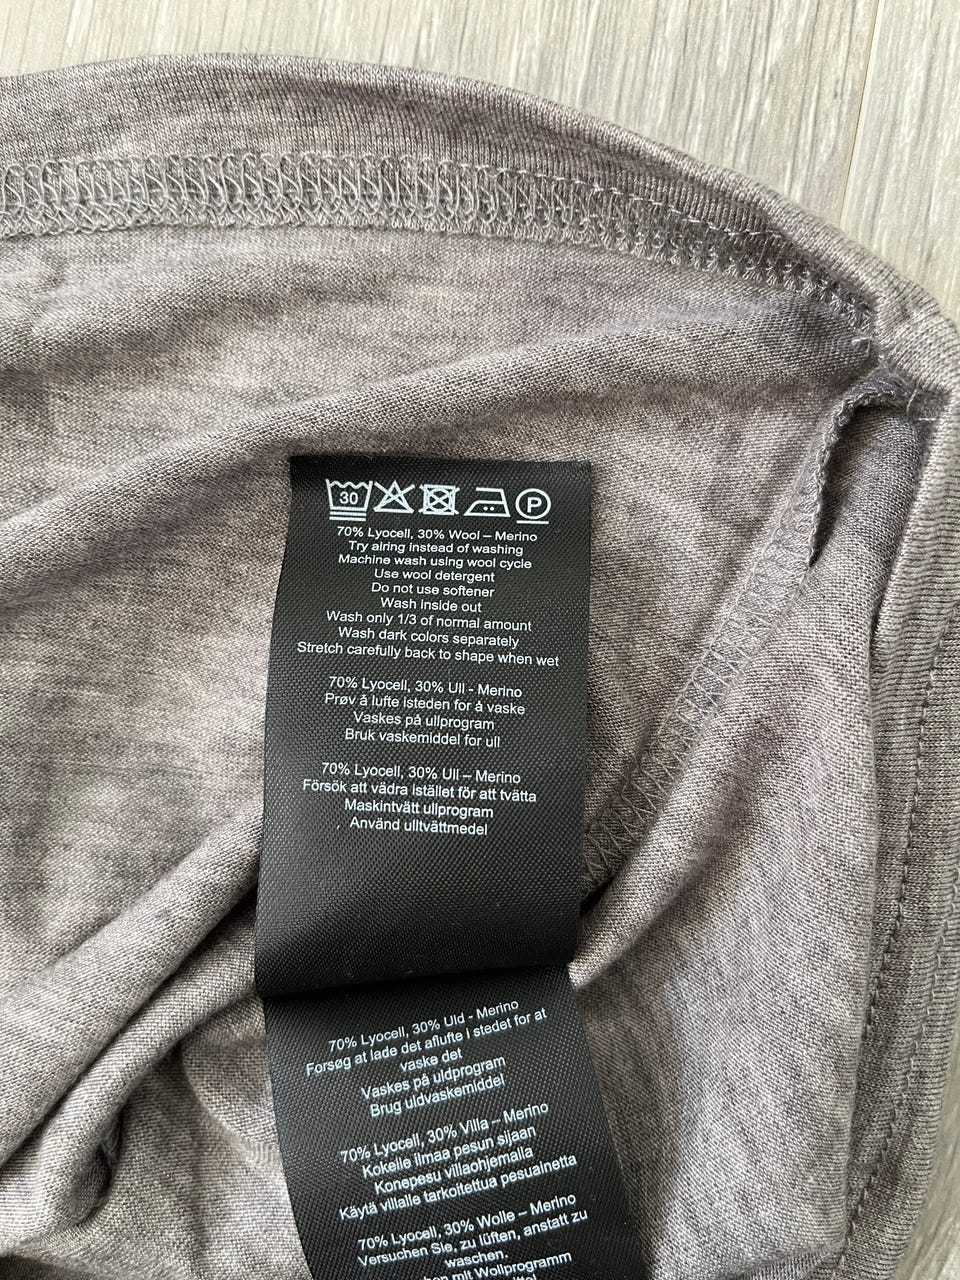 30 P
70% Lyocell, 30% Wool – Merino
Try airing instead of washing
Machine wash using wool cycle
Use wool detergent
Do not use softener
Wash inside out
Wash only 1/3 of normal amount
Wash dark colors separately
Stretch carefully back to shape when wet
70% Lyocell, 30% Ull - Merino
Prøv å lufte isteden for å vaske
Vaskes på ullprogram
Bruk vaskemiddel for ull
70% Lyocell, 30% Ull – Merino
Försök att vädra istället för att tvätta
Maskintvätt ullprogram
Använd ulltvättmedel
70% Lyocell, 30% Uld - Merino
Forsøg at lade det aflufte i stedet for at
vaske det
Vaskes på uldprogram
Brug uldvaskemiddel
70% Lyocell, 30% Villa – Merino
Kokeile ilmaa pesun sijaan
Konepesu villaohjemalla
Käytä villalle tarkoitettua pesuainetta
70% Lyocell, 30% Wolle – Merino
Versuchen Sie, zu lüften, anstatt zu
waschen.
mit Wollprogramm